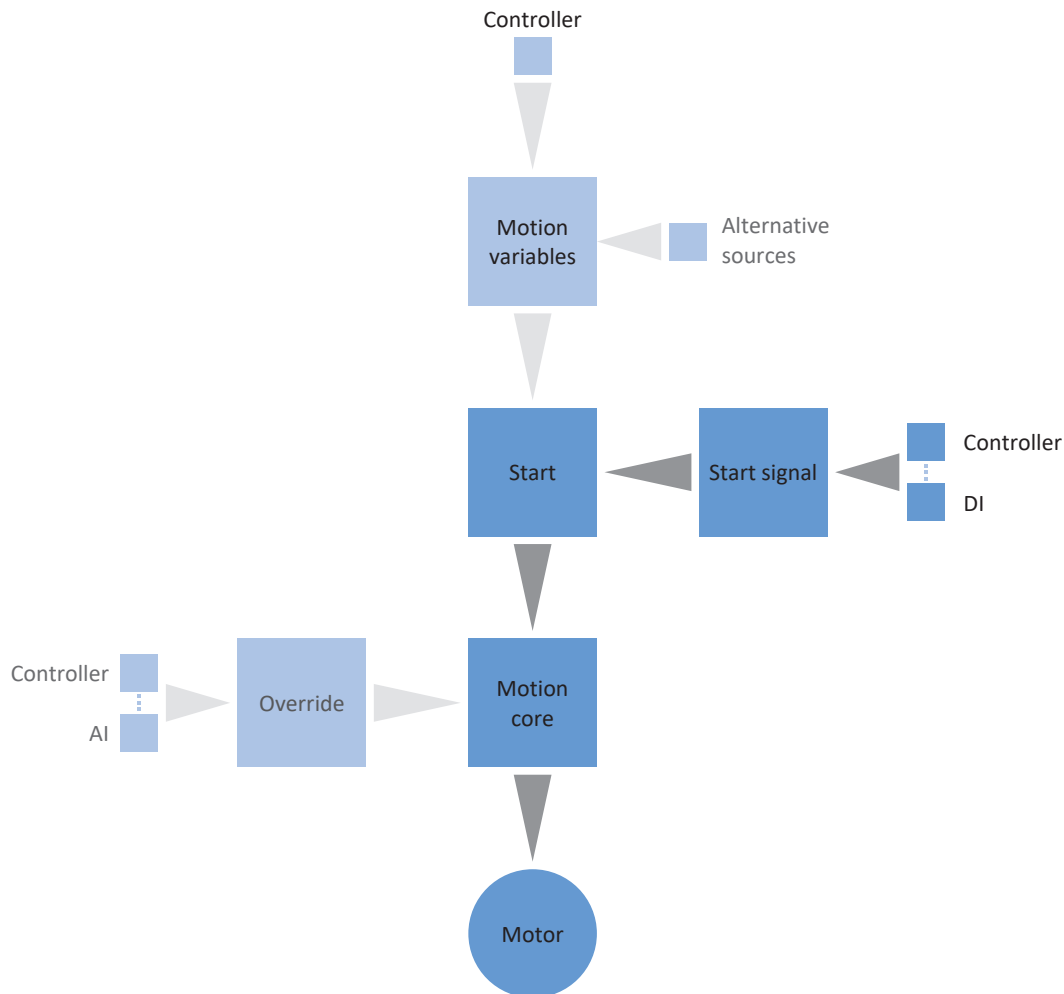 Controller
Motion
variables
Alternative
sources
Start
Start signal
Controller
DI
Controller
AI
Override
Motion
core
Motor